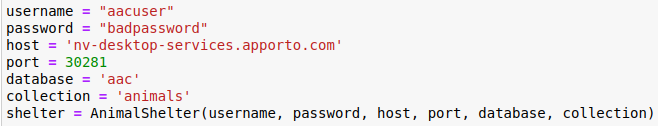 username = "aacuser"
password = "badpassword"
host = 'nv-desktop-services.apporto.com'
port = 30281
database = 'aac'
collection = 'animals'
shelter = AnimalShelter(username, password, host, port, database, collection)